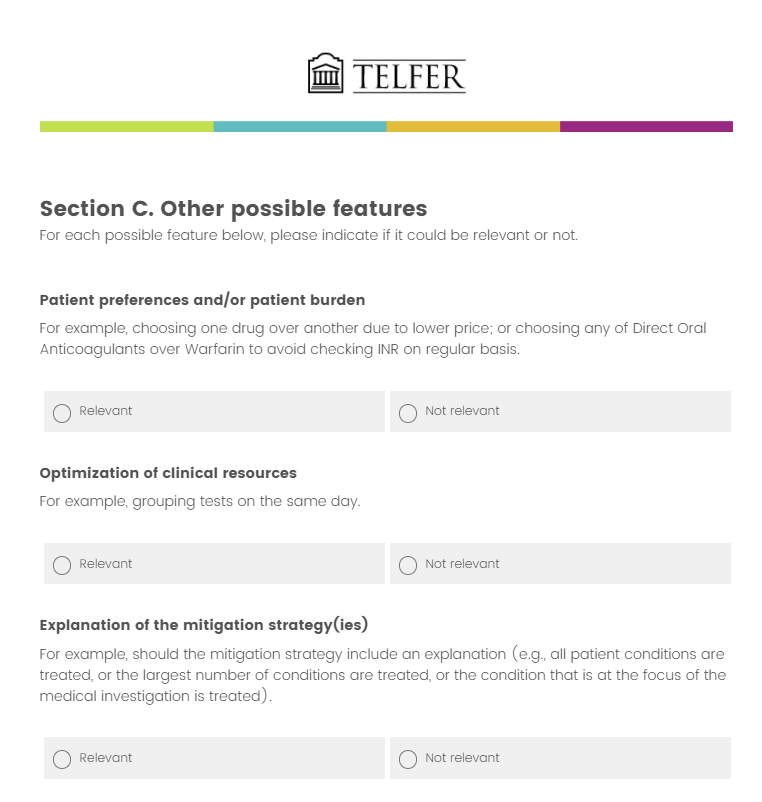 TELFER
Section C. Other possible features
For each possible feature below, please indicate if it could be relevant or not.
Patient preferences and/or patient burden
For example, choosing one drug over another due to lower price; or choosing any of Direct Oral
Anticoagulants over Warfarin to avoid checking INR on regular basis.
Relevant
Not relevant
Optimization of clinical resources
For example, grouping tests on the same day.
Relevant
Not relevant
Explanation of the mitigation strategy(ies)
For example, should the mitigation strategy include an explanation (e.g., all patient conditions are
treated, or the largest number of conditions are treated, or the condition that is at the focus of the
medical investigation is treated).
Relevant
Not relevant